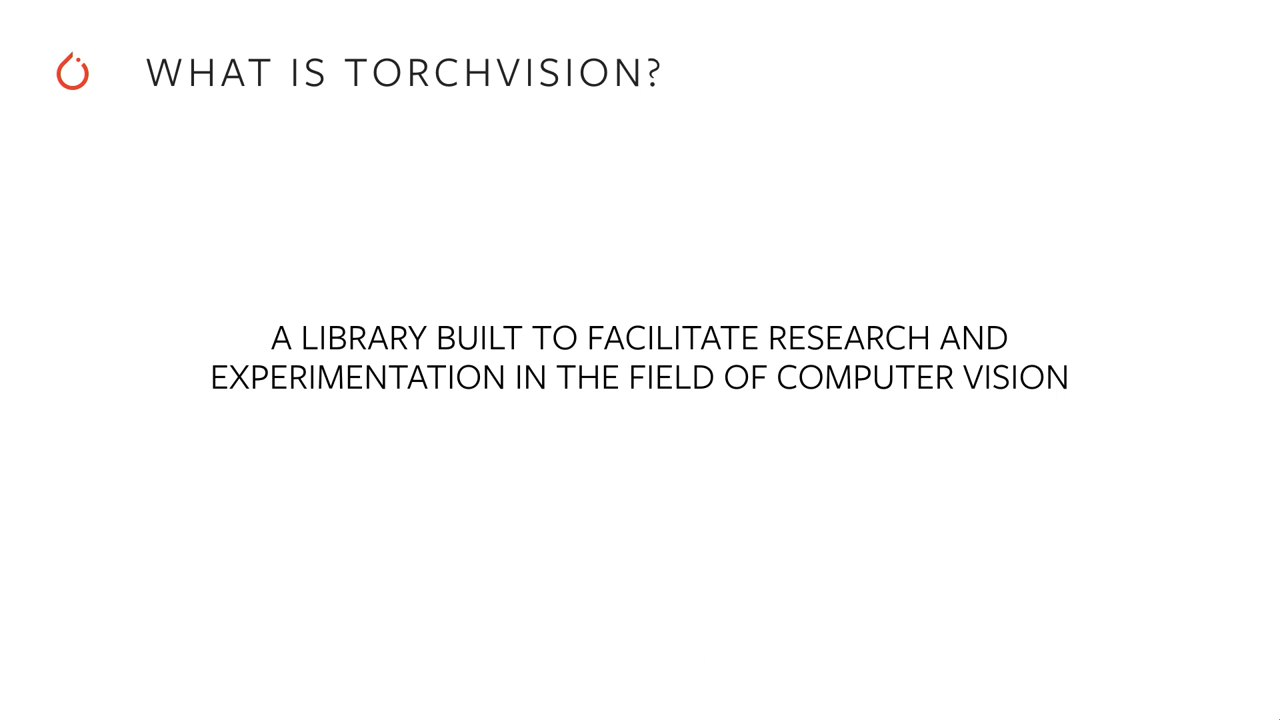 WHAT IS TORCHVISION?
A LIBRARY BUILT TO FACILITATE RESEARCH AND
EXPERIMENTATION IN THE FIELD OF COMPUTER VISION